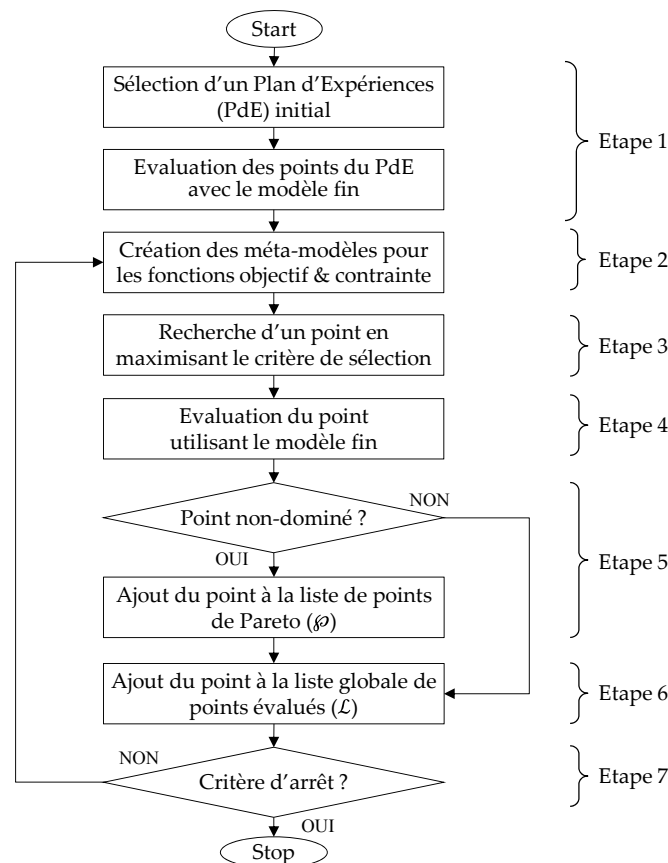 Start
Sélection d'un Plan d'Expériences
(PdE) initial
Etape 1
Evaluation des points du PdE
avec le modèle fin
Création des méta-modèles pour
les fonctions objectif & contrainte
Etape 2
Recherche d'un point en
maximisant le critère de sélection
Etape 3
Evaluation du point
utilisant le modèle fin
Etape 4
NON
Point non-dominé ?
OUI
Etape 5
Ajout du point à la liste de points
de Pareto (℘)
Ajout du point à la liste globale de
points évalués (ℒ)
Etape 6
NON
Critère d'arrêt ?
Etape 7
OUI
Stop